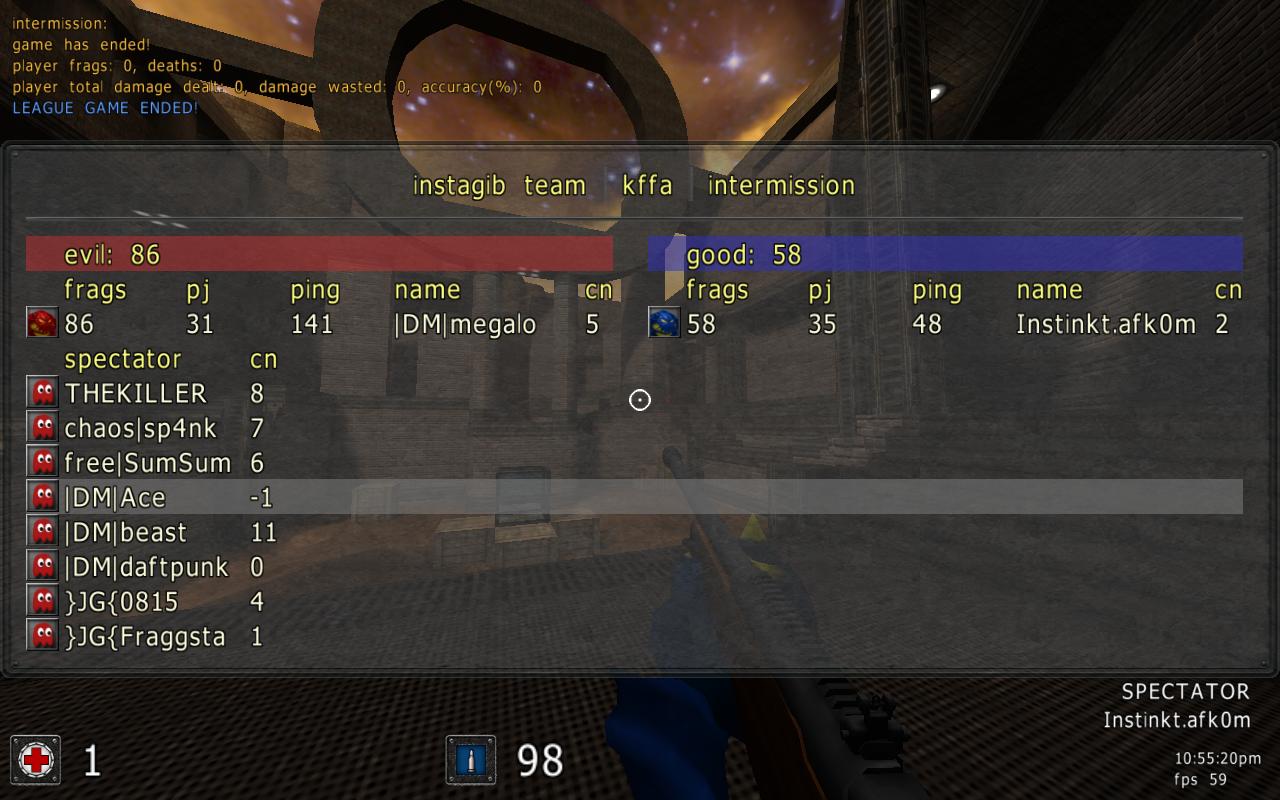 intermission:
game has ended!
player frags: 0, deaths: 0
player total damage dealt: 0, damage wasted: 0, accuracy(%): 0
LEAGUE GAME ENDED!
instagib team kffa intermission
evil: 86 good: 58
frags pj ping name cn frags pj ping name cn
86 31 141 |DM|megalo 5 58 35 48 Instinkt.afk0m 2
spectator cn
THEKILLER 8
chaos|sp4nk 7
free|SumSum 6
|DM|Ace -1
|DM|beast 11
|DM|daftpunk 0
}JG{0815 4
}JG{Fraggsta 1
SPECTATOR
Instinkt.afk0m
1 98
10:55:20pm
fps 59